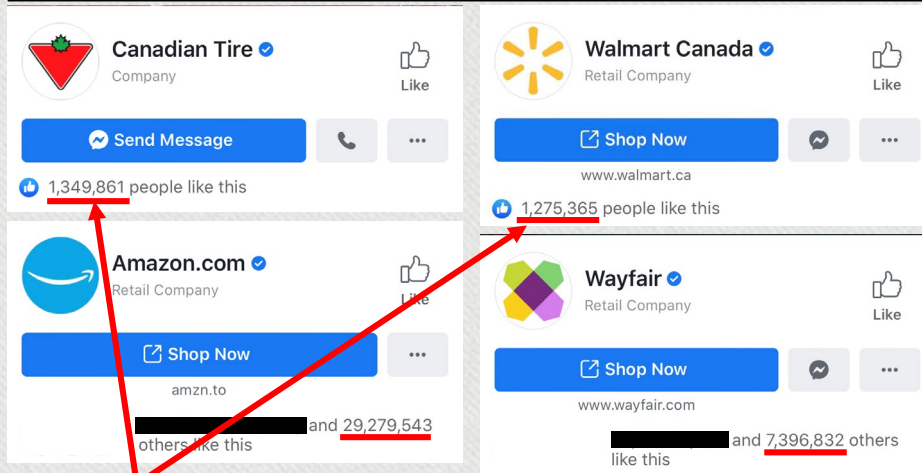 Canadian Tire
Company
Like
Send Message
1,349,861 people like this
Walmart Canada
Retail Company
Like
Shop Now
www.walmart.ca
1,275,365 people like this
Amazon.com
Retail Company
Like
Shop Now
amzn.to
and 29,279,543
others like this
Wayfair
Retail Company
Like
Shop Now
www.wayfair.com
and 7,396,832 others
like this